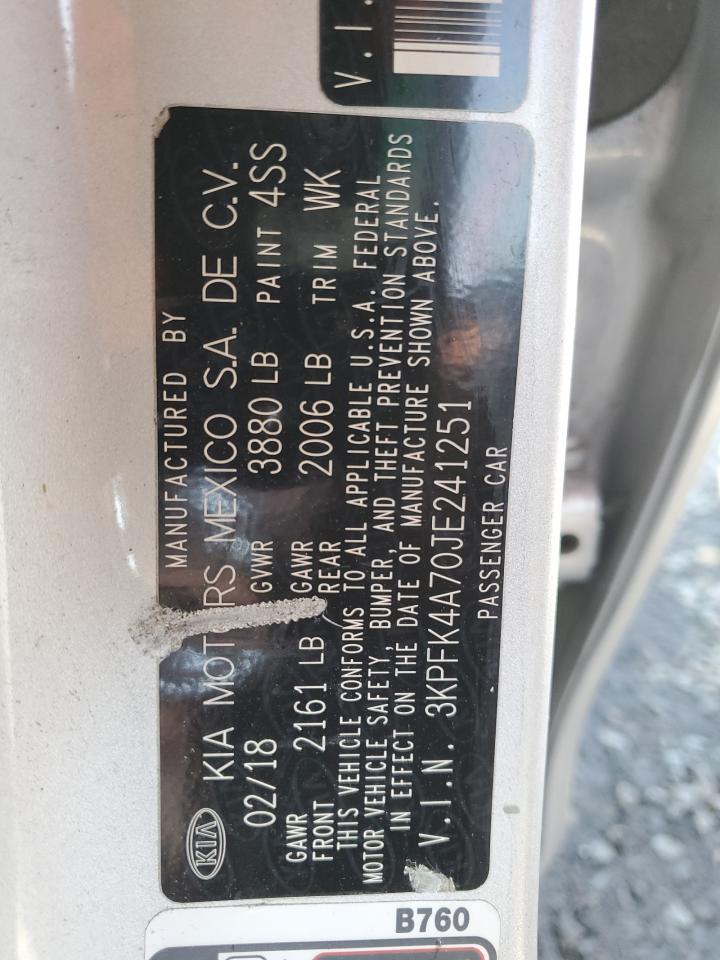 V.I.
KIA
MANUFACTURED BY
KIA MOTORS MEXICO S.A. DE C.V.
02/18 GVWR 3880 LB PAINT 4SS
GAWR FRONT 2161 LB GAWR REAR 2006 LB TRIM WK
THIS VEHICLE CONFORMS TO ALL APPLICABLE U.S.A. FEDERAL
MOTOR VEHICLE SAFETY, BUMPER, AND THEFT PREVENTION STANDARDS
IN EFFECT ON THE DATE OF MANUFACTURE SHOWN ABOVE.
V.I.N. 3KPFK4A70JE241251
PASSENGER CAR
B760